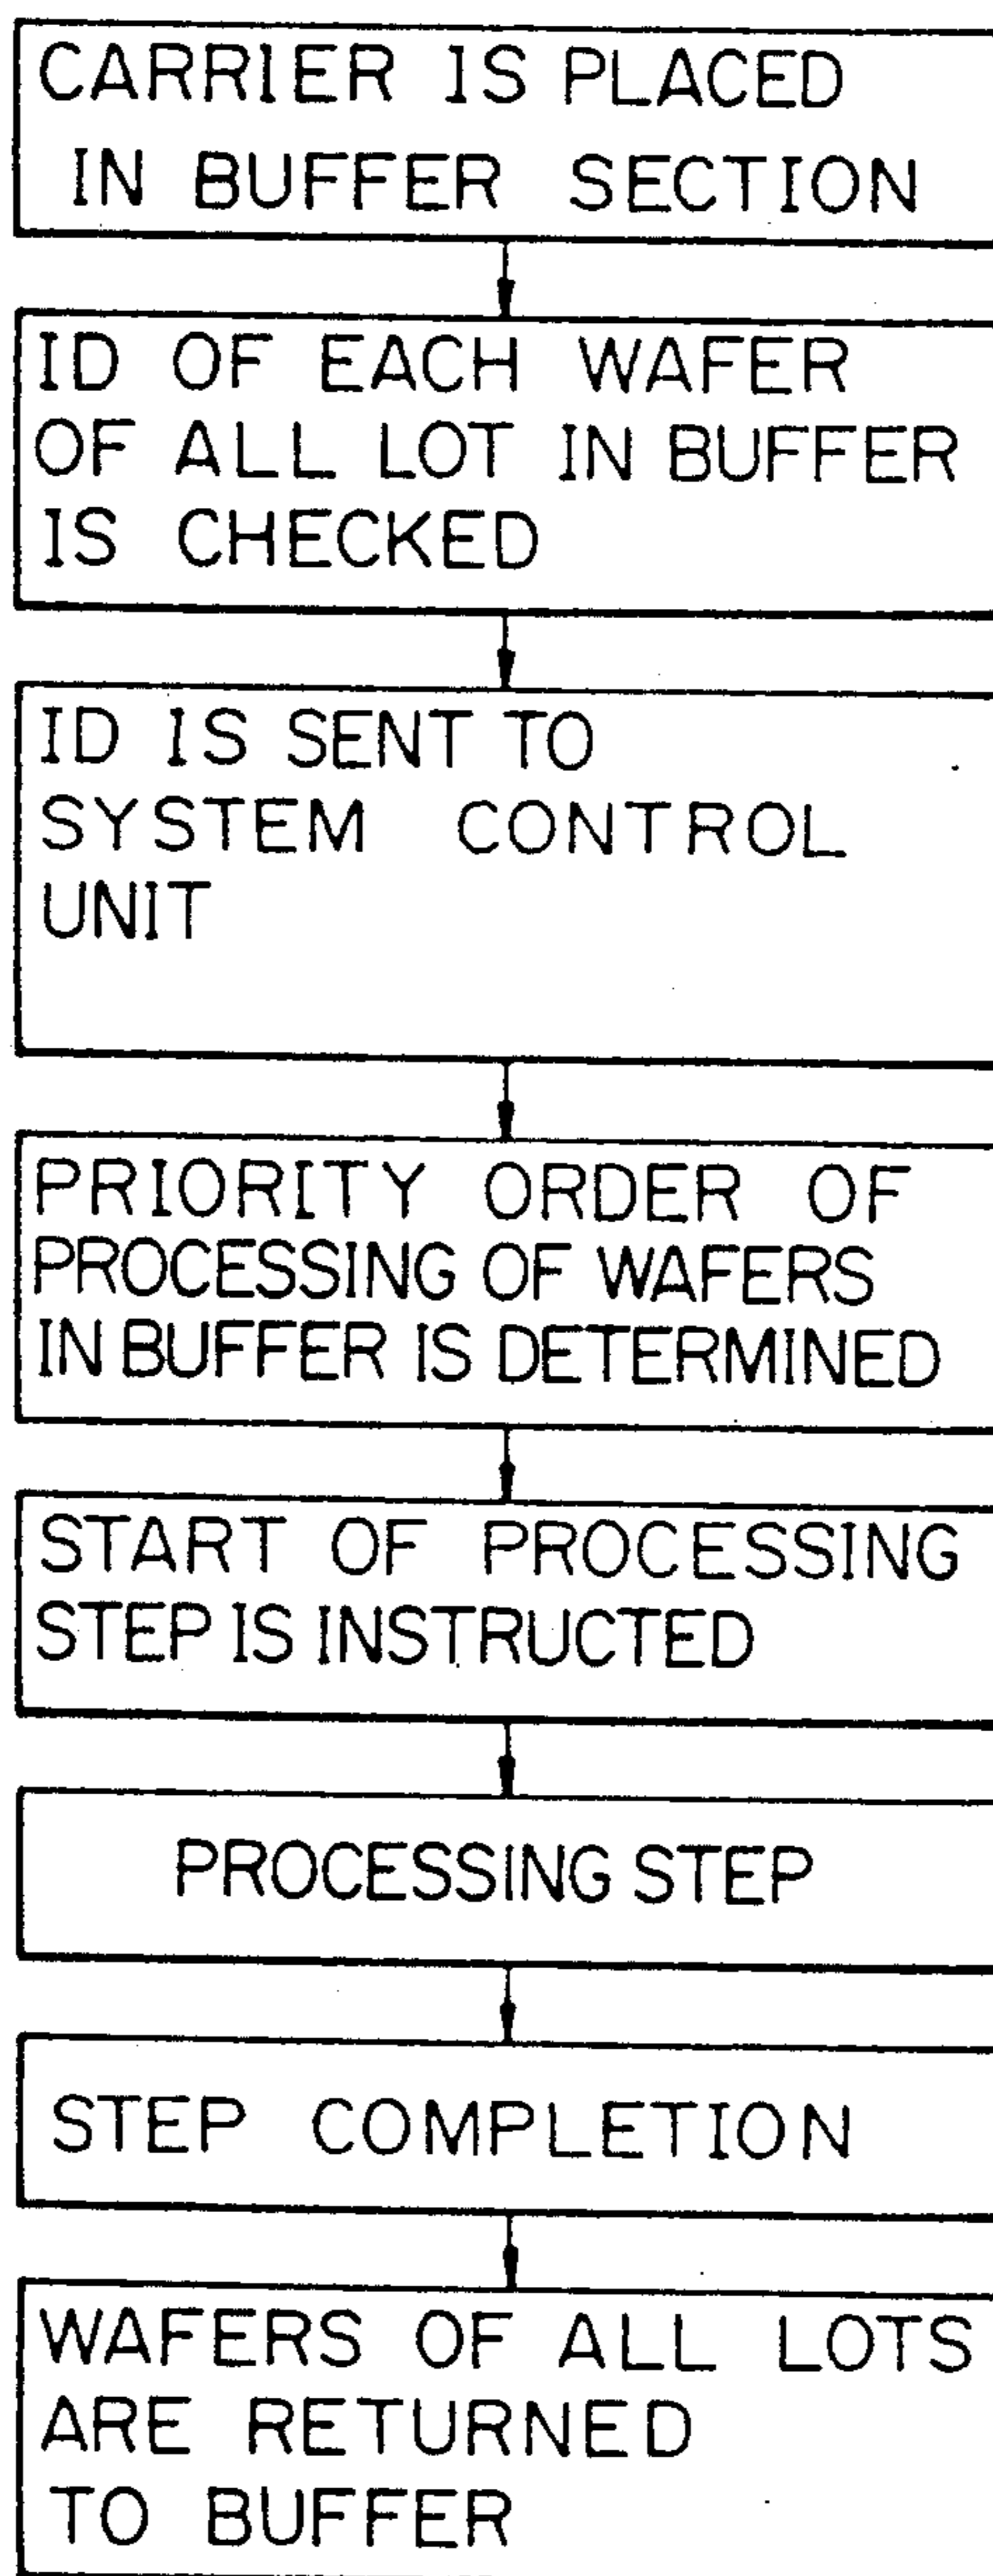 CARRIER IS PLACED
IN BUFFER SECTION
ID OF EACH WAFER
OF ALL LOT IN BUFFER
IS CHECKED
ID IS SENT TO
SYSTEM CONTROL
UNIT
PRIORITY ORDER OF
PROCESSING OF WAFERS
IN BUFFER IS DETERMINED
START OF PROCESSING
STEP IS INSTRUCTED
PROCESSING STEP
STEP COMPLETION
WAFERS OF ALL LOTS
ARE RETURNED
TO BUFFER